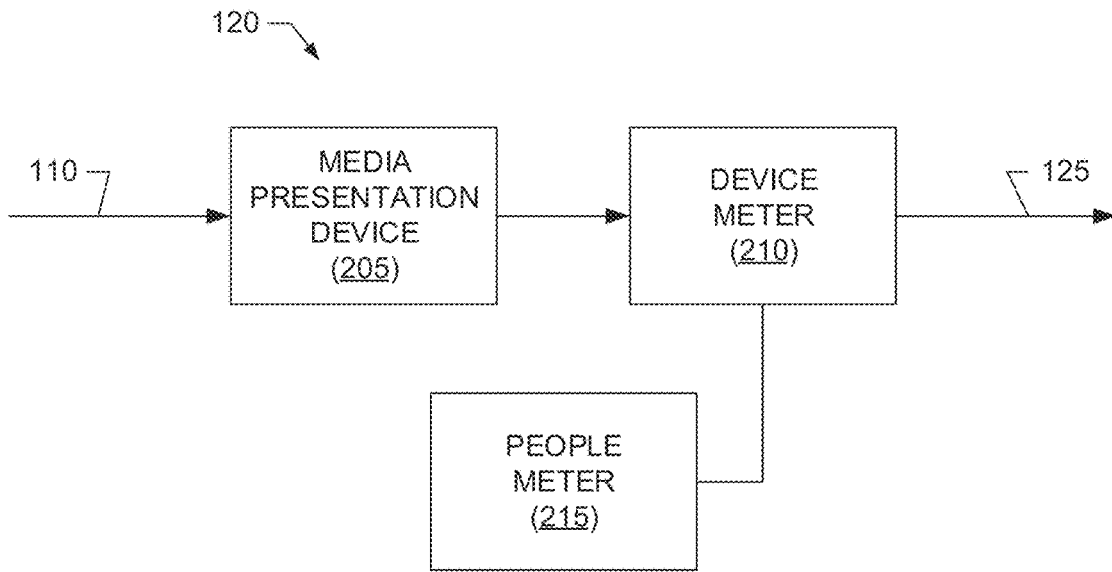 120
110
MEDIA
PRESENTATION
DEVICE
(205)
DEVICE
METER
(210)
125
PEOPLE
METER
(215)